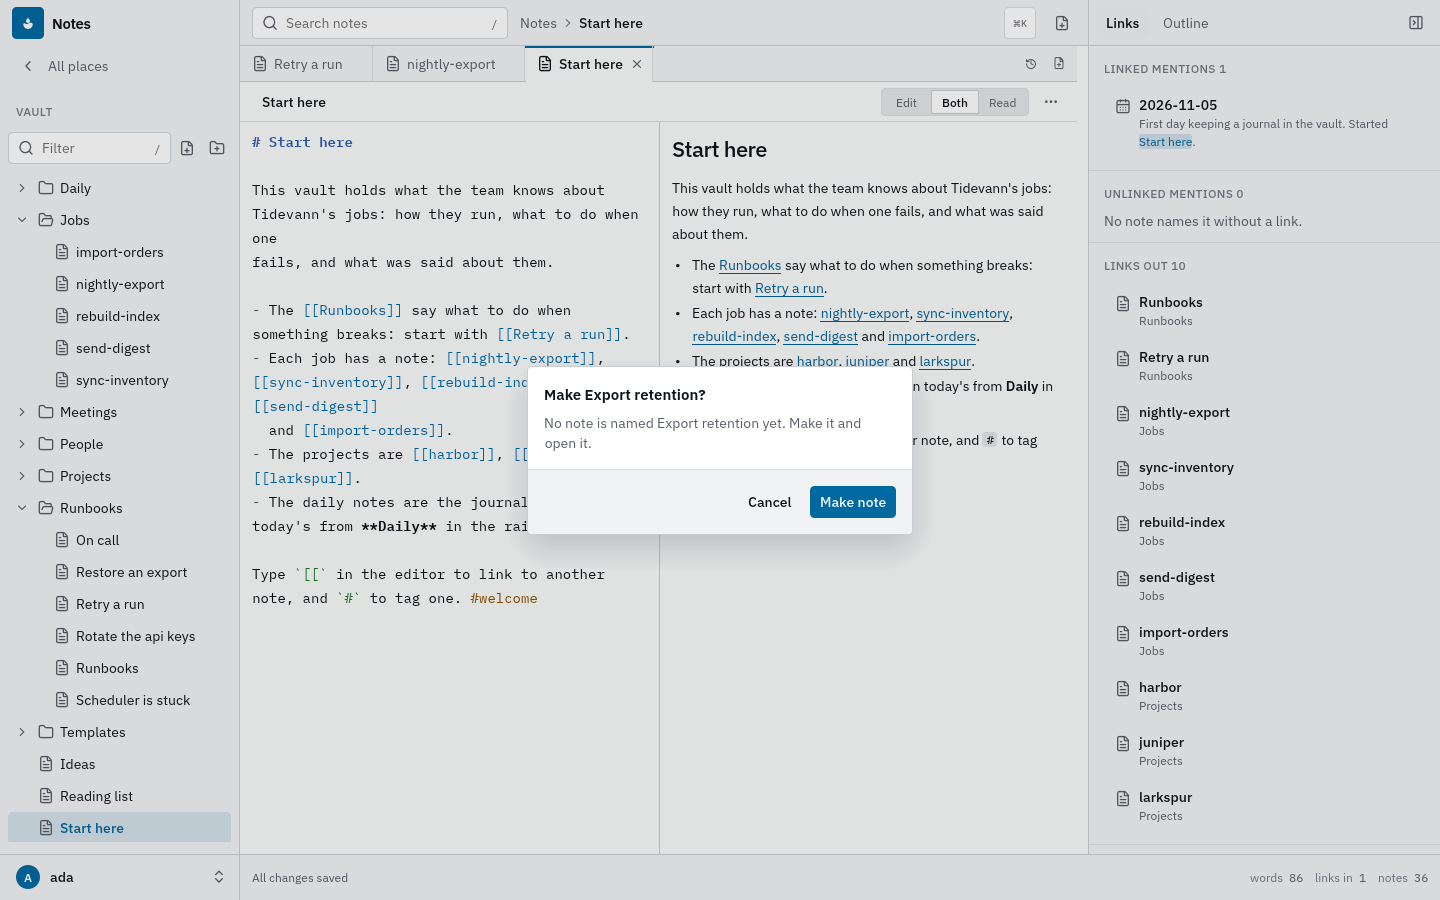 Notes
All places
VAULT
Filter /
Daily
Jobs
import-orders
nightly-export
rebuild-index
send-digest
sync-inventory
Meetings
People
Projects
Runbooks
On call
Restore an export
Retry a run
Rotate the api keys
Runbooks
Scheduler is stuck
Templates
Ideas
Reading list
Start here
A ada
Search notes /
Notes > Start here
⌘K
Retry a run
nightly-export
Start here
Start here
Edit Both Read
# Start here
This vault holds what the team knows about
Tidevann's jobs: how they run, what to do when
one
fails, and what was said about them.
- The [[Runbooks]] say what to do when
something breaks: start with [[Retry a run]].
- Each job has a note: [[nightly-export]],
[[sync-inventory]], [[rebuild-ind
[[send-digest]]
and [[import-orders]].
- The projects are [[harbor]], [[
[[larkspur]].
- The daily notes are the journal
today's from **Daily** in the rai
Type `[[` in the editor to link to another
note, and `#` to tag one. #welcome
Start here
This vault holds what the team knows about Tidevann's jobs:
how they run, what to do when one fails, and what was said
about them.
• The Runbooks say what to do when something breaks:
start with Retry a run.
• Each job has a note: nightly-export, sync-inventory,
rebuild-index, send-digest and import-orders.
• The projects are harbor, juniper and larkspur.
n today's from Daily in
r note, and # to tag
Make Export retention?
No note is named Export retention yet. Make it and
open it.
Cancel
Make note
Links
Outline
LINKED MENTIONS 1
2026-11-05
First day keeping a journal in the vault. Started
Start here.
UNLINKED MENTIONS 0
No note names it without a link.
LINKS OUT 10
Runbooks
Runbooks
Retry a run
Runbooks
nightly-export
Jobs
sync-inventory
Jobs
rebuild-index
Jobs
send-digest
Jobs
import-orders
Jobs
harbor
Projects
juniper
Projects
larkspur
Projects
All changes saved
words 86 links in 1 notes 36